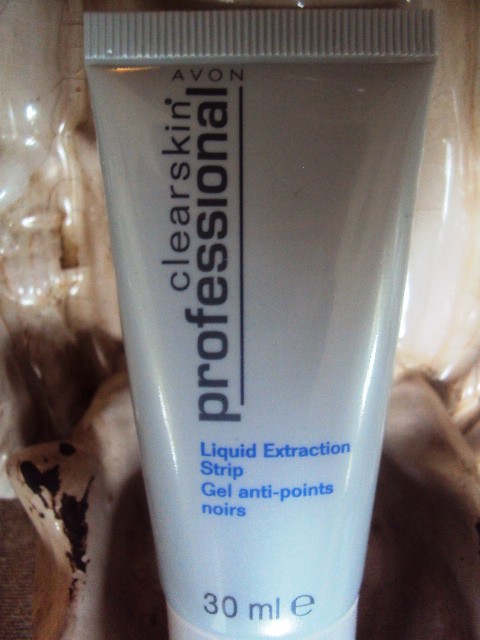 AVON
clearskin®
professional
Liquid Extraction
Strip
Gel anti-points
noirs
30 ml ℮